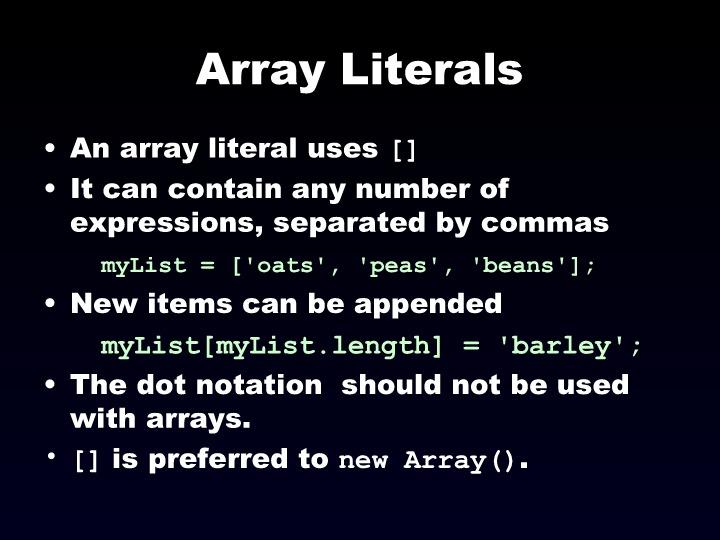 Array Literals
• An array literal uses []
• It can contain any number of
expressions, separated by commas
myList = ['oats', 'peas', 'beans'];
• New items can be appended
myList[myList.length] = 'barley';
• The dot notation  should not be used
with arrays.
• [] is preferred to new Array().